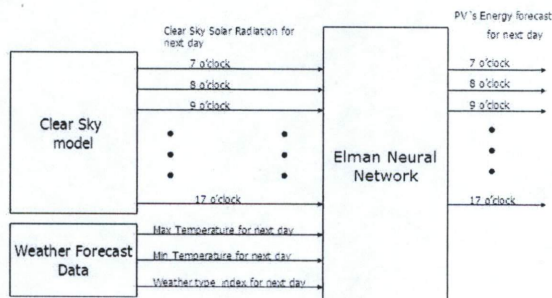 PV's Energy forecast
for next day
Clear Sky Solar Radiation for
next day
7 o'clock
8 o'clock
9 o'clock
17 o'clock
Clear Sky
model
Elman Neural
Network
7 o'clock
8 o'clock
9 o'clock
17 o'clock
Weather Forecast
Data
Max Temperature for next day
Min Temperature for next day
Weather type index for next day